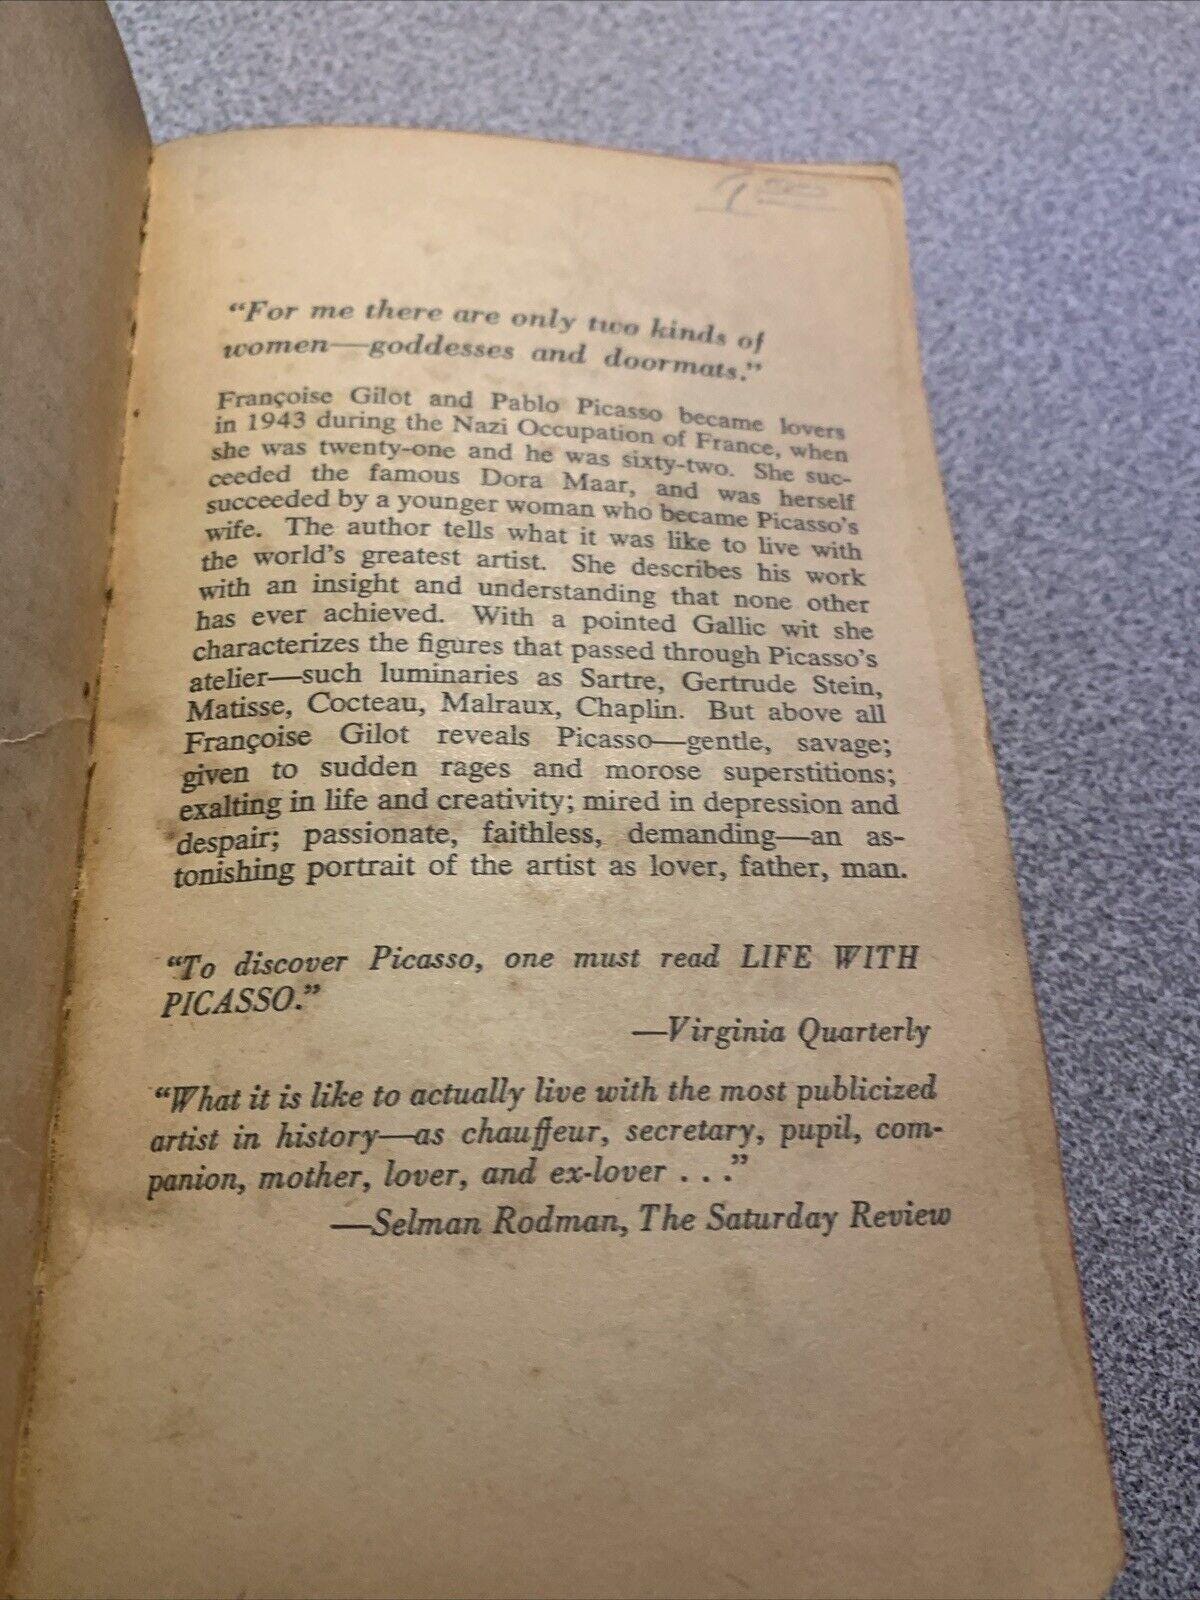 “For me there are only two kinds of
women—goddesses and doormats.”
Françoise Gilot and Pablo Picasso became lovers
in 1943 during the Nazi Occupation of France, when
she was twenty-one and he was sixty-two. She suc-
ceeded the famous Dora Maar, and was herself
succeeded by a younger woman who became Picasso's
wife. The author tells what it was like to live with
the world's greatest artist. She describes his work
with an insight and understanding that none other
has ever achieved. With a pointed Gallic wit she
characterizes the figures that passed through Picasso's
atelier—such luminaries as Sartre, Gertrude Stein,
Matisse, Cocteau, Malraux, Chaplin. But above all
Françoise Gilot reveals Picasso—gentle, savage;
given to sudden rages and morose superstitions;
exalting in life and creativity; mired in depression and
despair; passionate, faithless, demanding—an as-
tonishing portrait of the artist as lover, father, man.
“To discover Picasso, one must read LIFE WITH
PICASSO.”
—Virginia Quarterly
“What it is like to actually live with the most publicized
artist in history—as chauffeur, secretary, pupil, com-
panion, mother, lover, and ex-lover . . .”
—Selman Rodman, The Saturday Review